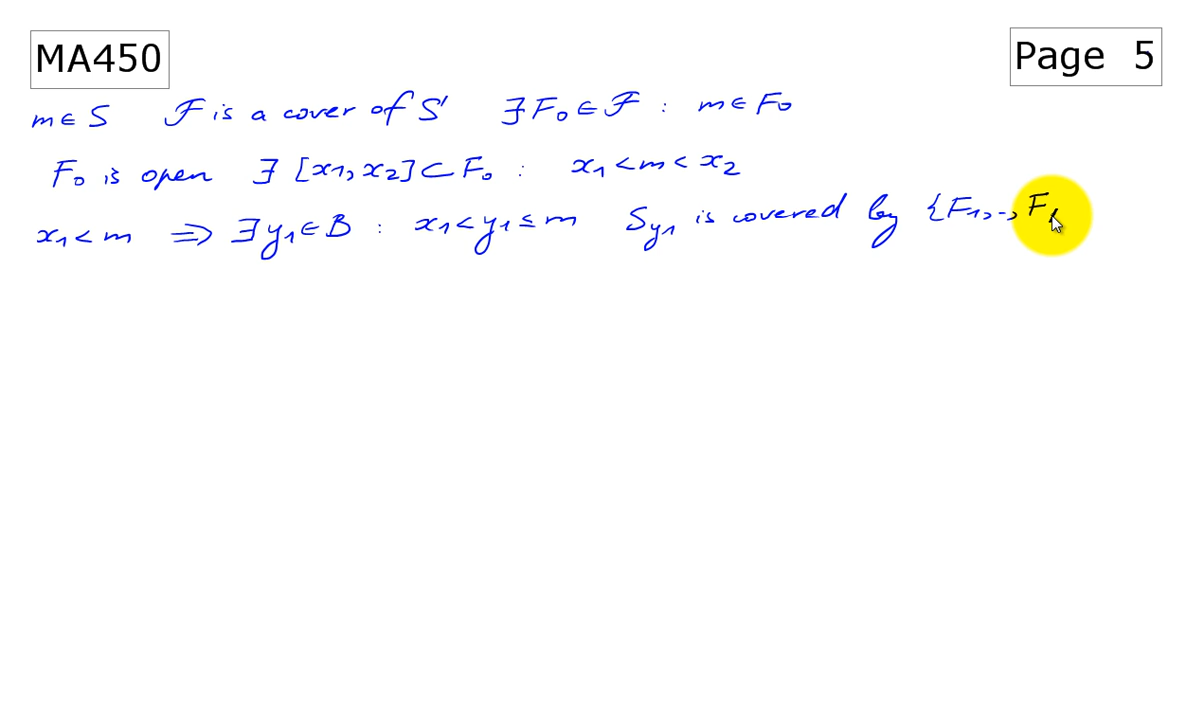 MA450
Page 5
m ∈ S ℱ is a cover of S ∃ F₀ ∈ ℱ : m ∈ F₀
F₀ is open ∃ [x₁, x₂] ⊂ F₀ : x₁ < m < x₂
x₁ < m ⇒ ∃ y₁ ∈ B : x₁ < y₁ ≤ m S_y₁ is covered by {F₁, .., F